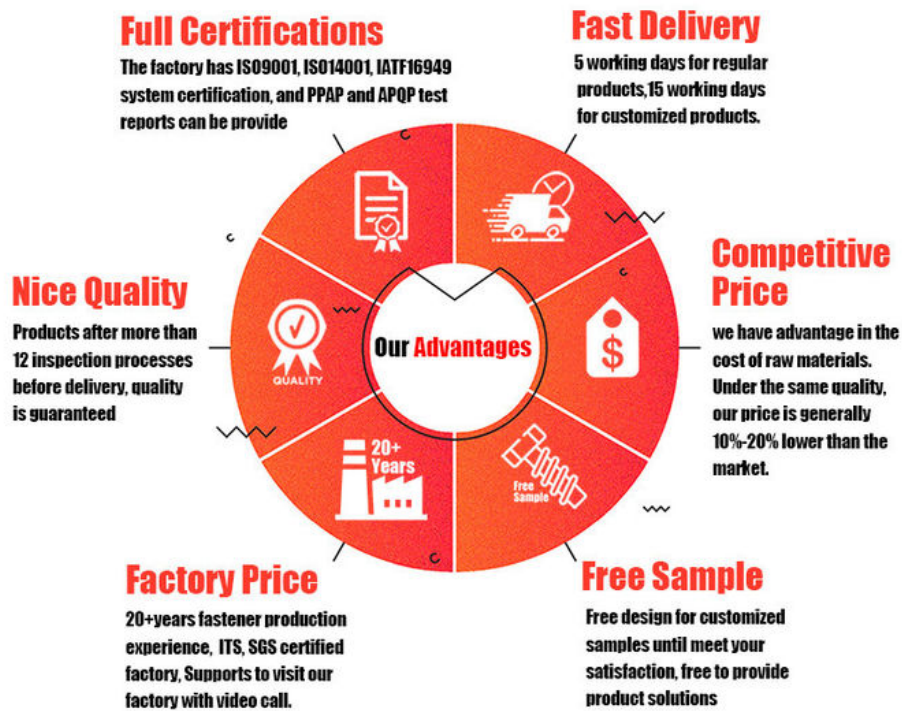 Full Certifications
The factory has ISO9001, ISO14001, IATF16949
system certification, and PPAP and APQP test
reports can be provide
Fast Delivery
5 working days for regular
products,15 working days
for customized products.
Nice Quality
Products after more than
12 inspection processes
before delivery, quality
is guaranteed
QUALITY
Our Advantages
$
Competitive
Price
we have advantage in the
cost of raw materials.
Under the same quality,
our price is generally
10%-20% lower than the
market.
20+
Years
Free
Sample
Factory Price
20+years fastener production
experience, ITS, SGS certified
factory, Supports to visit our
factory with video call.
Free Sample
Free design for customized
samples until meet your
satisfaction, free to provide
product solutions